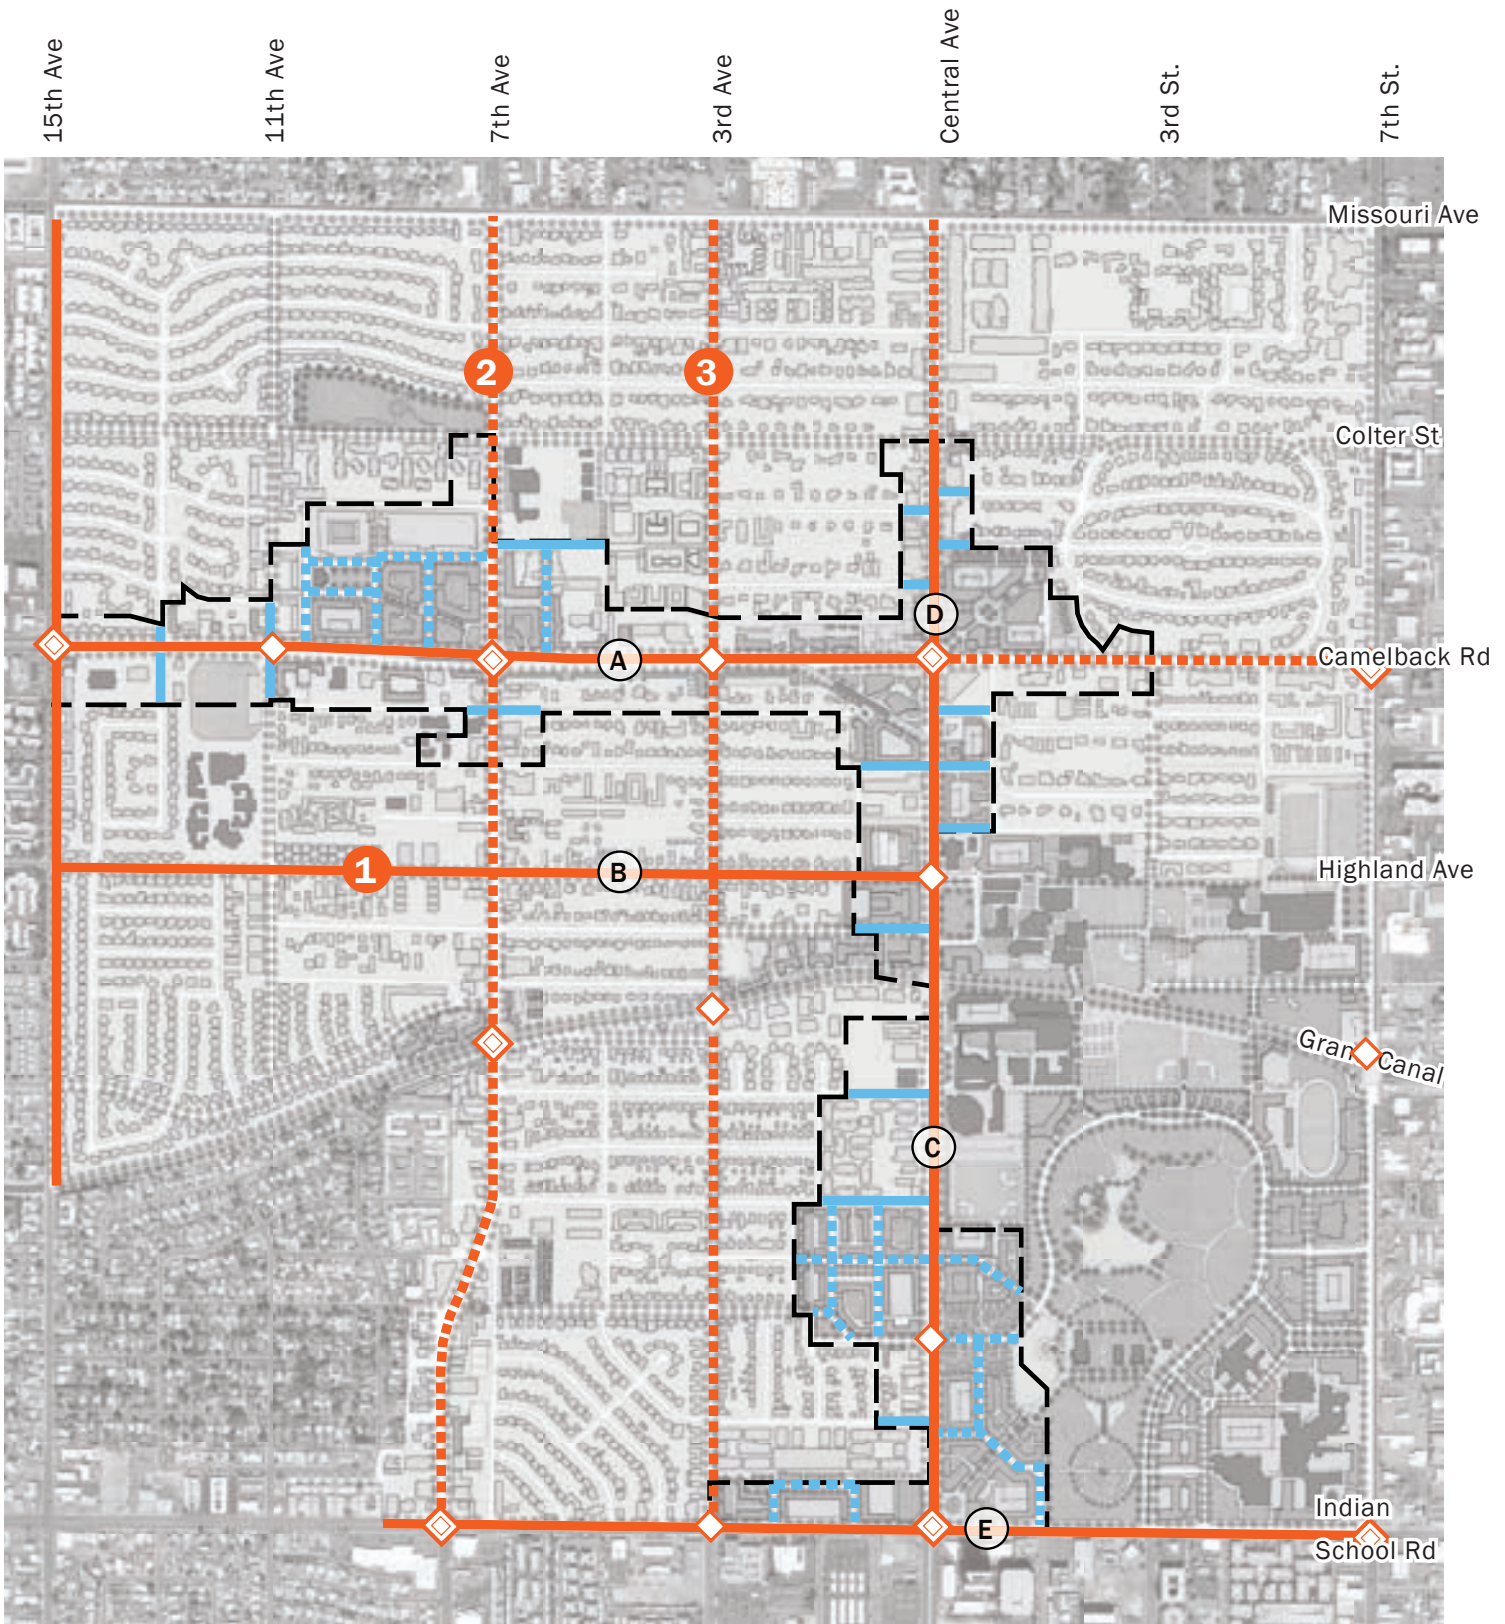 15th Ave
11th Ave
7th Ave
3rd Ave
Central Ave
3rd St.
7th St.
Missouri Ave
2
3
Colter St
D
A
Camelback Rd
1
B
Highland Ave
Grand Canal
C
Indian
School Rd
E